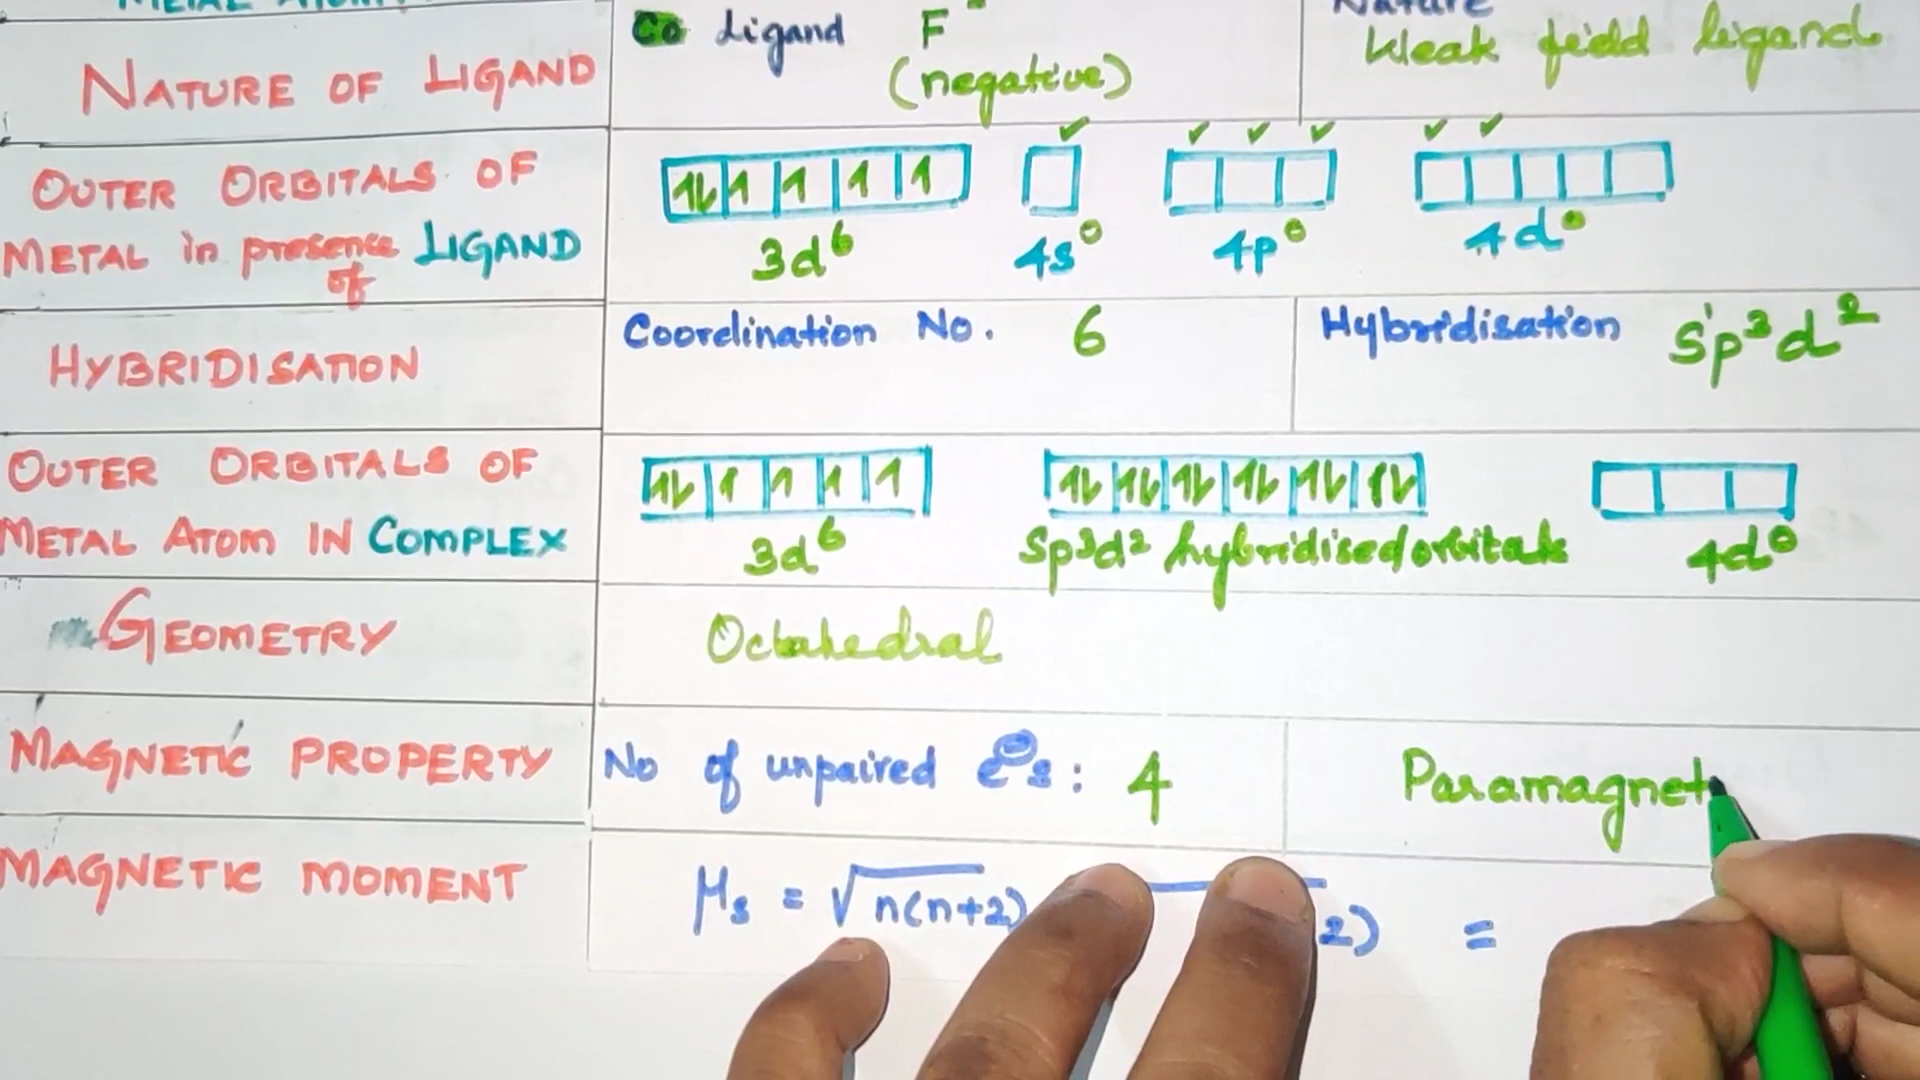 Co Ligand F⁻
Nature
NATURE OF LIGAND
(negative)
Weak field ligand
OUTER ORBITALS OF
METAL in presence of LIGAND
3d⁶ 4s⁰ 4p⁰ 4d⁰
HYBRIDISATION
Coordination No. 6
Hybridisation sp³d²
OUTER ORBITALS OF
METAL ATOM IN COMPLEX
3d⁶ Sp³d² hybridised orbitals 4d⁰
GEOMETRY
Octahedral
MAGNETIC PROPERTY
No of unpaired e⊖s: 4
Paramagnet
MAGNETIC MOMENT
μs = √n(n+2) 2) =